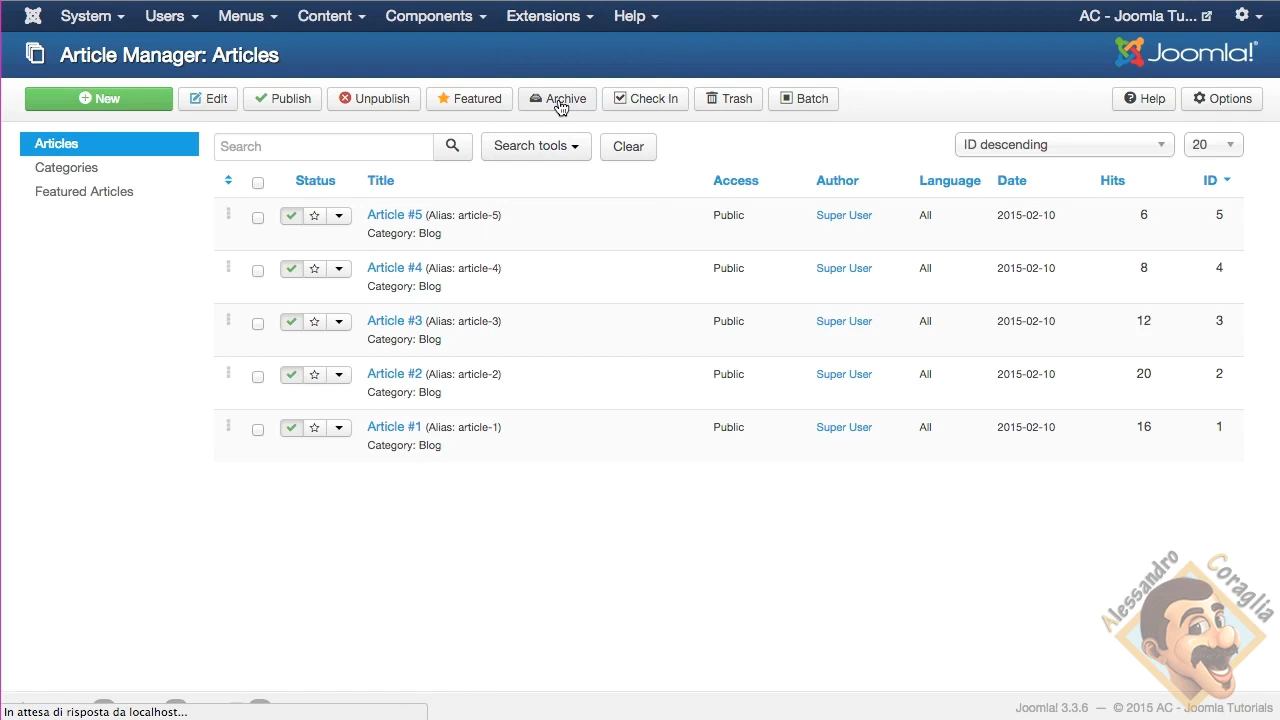 System Users Menus Content Components Extensions Help AC - Joomla Tu...
Article Manager: Articles Joomla!®
New Edit Publish Unpublish Featured Archive Check In Trash Batch Help Options
Articles Search Search tools Clear ID descending 20
Categories
Featured Articles
Status Title Access Author Language Date Hits ID
Article #5 (Alias: article-5) Public Super User All 2015-02-10 6 5
Category: Blog
Article #4 (Alias: article-4) Public Super User All 2015-02-10 8 4
Category: Blog
Article #3 (Alias: article-3) Public Super User All 2015-02-10 12 3
Category: Blog
Article #2 (Alias: article-2) Public Super User All 2015-02-10 20 2
Category: Blog
Article #1 (Alias: article-1) Public Super User All 2015-02-10 16 1
Category: Blog
Alessandro Coraglia
In attesa di risposta da localhost... Joomla! 3.3.6 — © 2015 AC - Joomla Tutorials